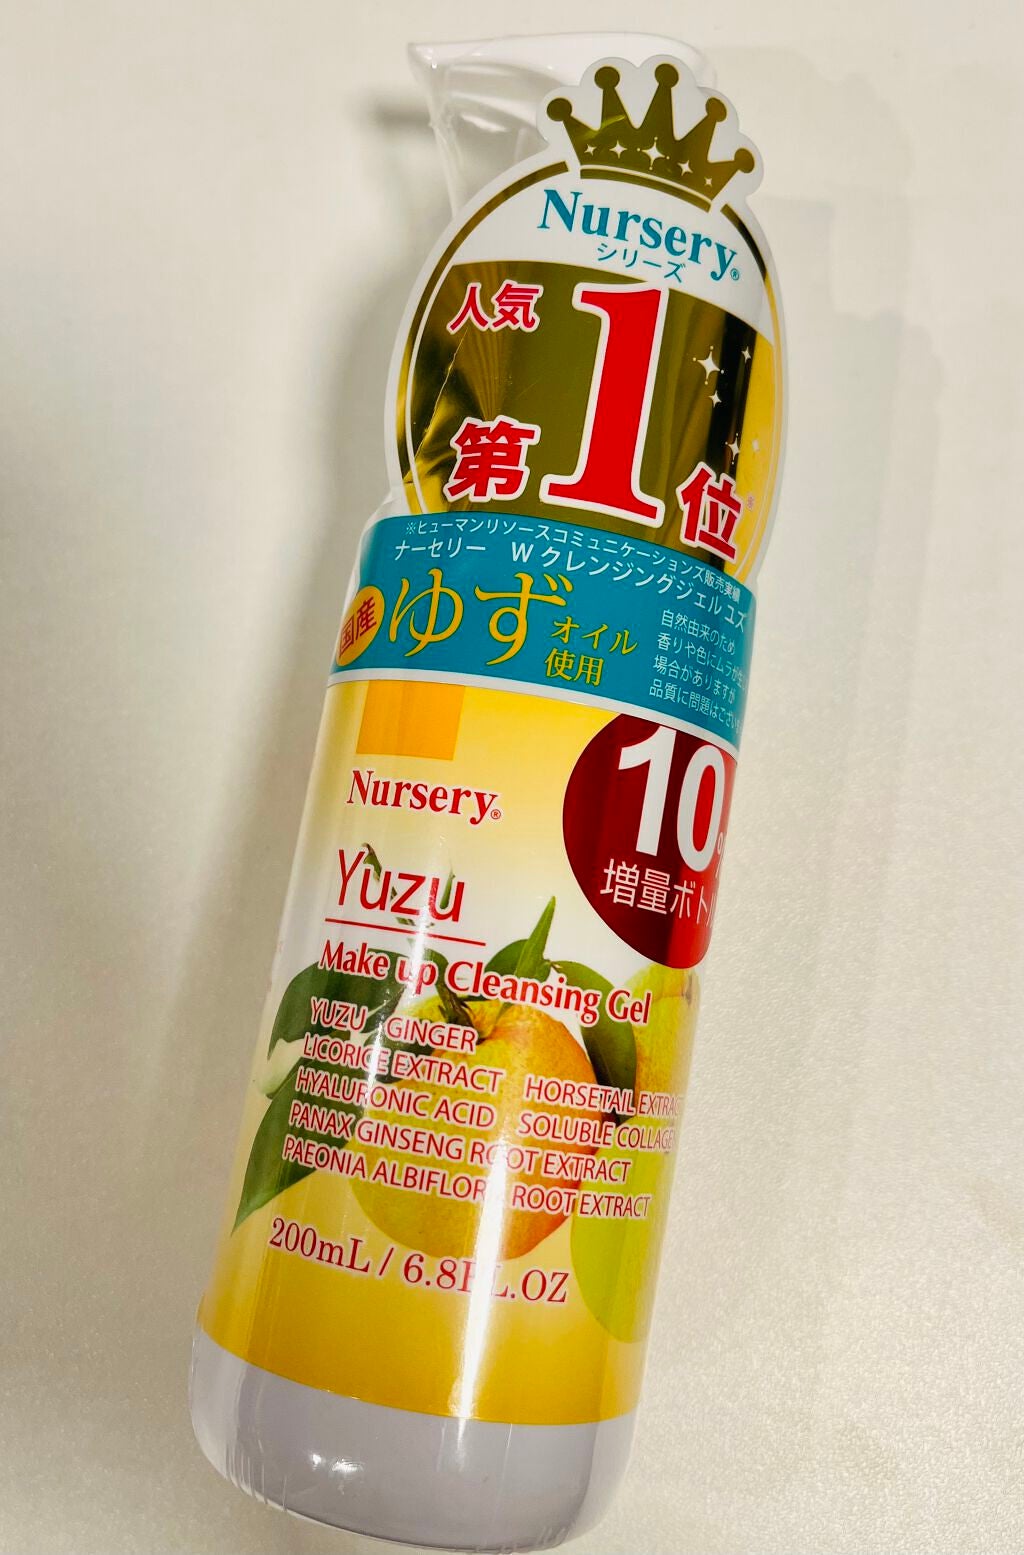 Nursery®
シリーズ
人気
第1位※
※ヒューマンリソースコミュニケーションズ販売実績
ナーセリー Wクレンジングジェル ユズ
国産
ゆず
オイル
使用
自然由来のため
香りや色にムラが
場合がありますが
品質に問題はござい
10%
増量ボト
Nursery®
Yuzu
Make up Cleansing Gel
YUZU GINGER
LICORICE EXTRACT HORSETAIL EXTRAC
HYALURONIC ACID SOLUBLE COLLAGE
PANAX GINSENG ROOT EXTRACT
PAEONIA ALBIFLORA ROOT EXTRACT
200mL / 6.8FL.OZ